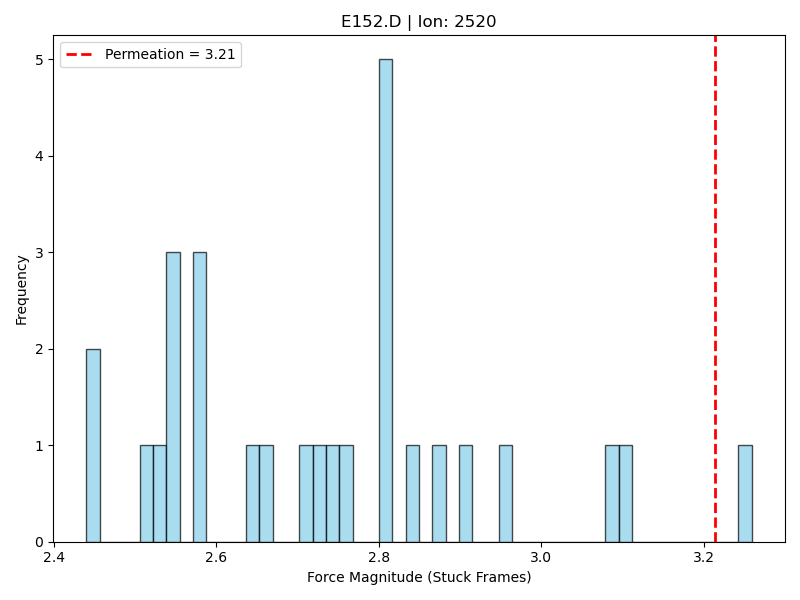 E152.D | Ion: 2520
Permeation = 3.21
Frequency
5
4
3
2
1
0
2.4 2.6 2.8 3.0 3.2
Force Magnitude (Stuck Frames)